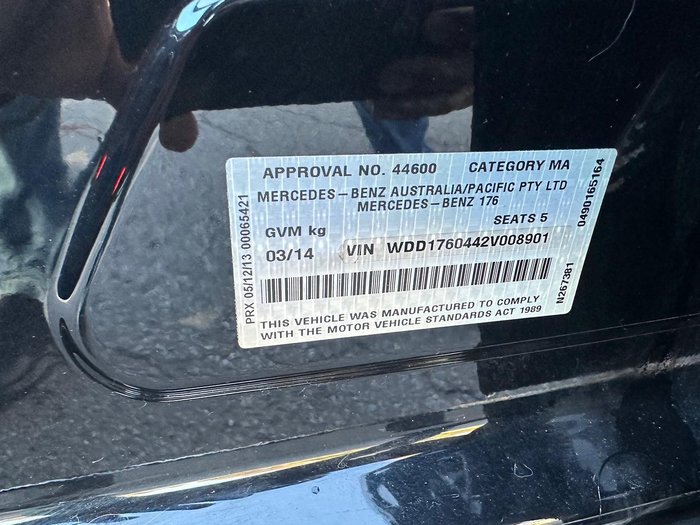 APPROVAL NO. 44600 CATEGORY MA
MERCEDES-BENZ AUSTRALIA/PACIFIC PTY LTD
MERCEDES-BENZ 176
SEATS 5
GVM kg
03/14 VIN WDD1760442V008901
THIS VEHICLE WAS MANUFACTURED TO COMPLY
WITH THE MOTOR VEHICLE STANDARDS ACT 1989
PRX 05/12/13 00065421
0490165164
N267381